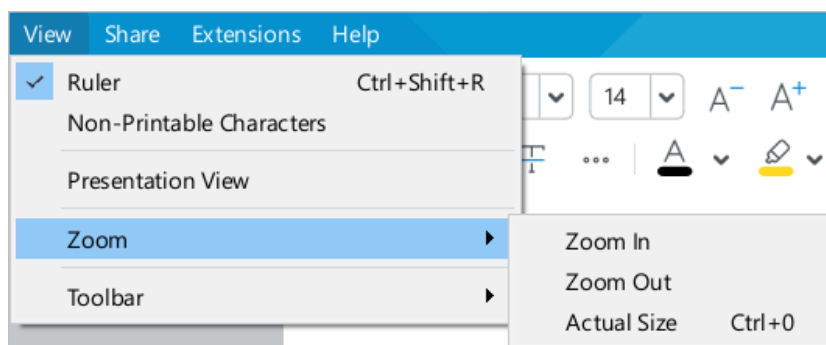 View Share Extensions Help
Ruler Ctrl+Shift+R
Non-Printable Characters
Presentation View
Zoom
Toolbar
14 A⁻ A⁺
A
Zoom In
Zoom Out
Actual Size Ctrl+0